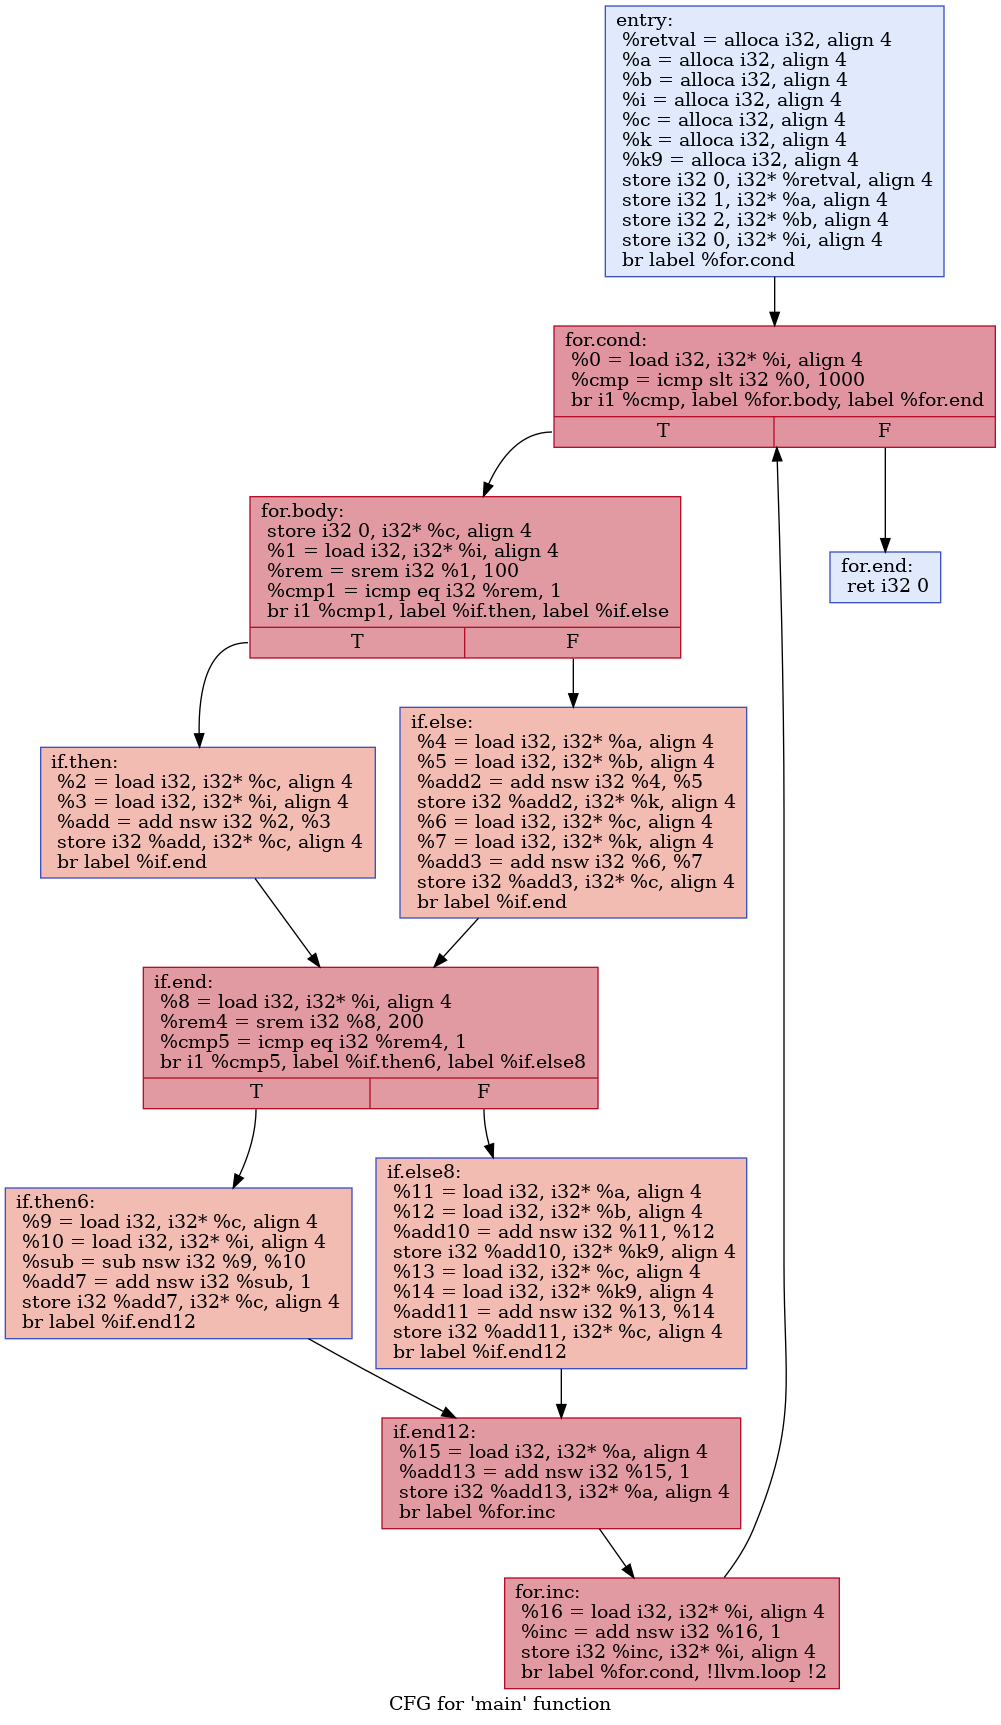 entry:
%retval = alloca i32, align 4
%a = alloca i32, align 4
%b = alloca i32, align 4
%i = alloca i32, align 4
%c = alloca i32, align 4
%k = alloca i32, align 4
%k9 = alloca i32, align 4
store i32 0, i32* %retval, align 4
store i32 1, i32* %a, align 4
store i32 2, i32* %b, align 4
store i32 0, i32* %i, align 4
br label %for.cond
for.cond:
%0 = load i32, i32* %i, align 4
%cmp = icmp slt i32 %0, 1000
br i1 %cmp, label %for.body, label %for.end
T F
for.body:
store i32 0, i32* %c, align 4
%1 = load i32, i32* %i, align 4
%rem = srem i32 %1, 100
%cmp1 = icmp eq i32 %rem, 1
br i1 %cmp1, label %if.then, label %if.else
T F
for.end:
ret i32 0
if.then:
%2 = load i32, i32* %c, align 4
%3 = load i32, i32* %i, align 4
%add = add nsw i32 %2, %3
store i32 %add, i32* %c, align 4
br label %if.end
if.else:
%4 = load i32, i32* %a, align 4
%5 = load i32, i32* %b, align 4
%add2 = add nsw i32 %4, %5
store i32 %add2, i32* %k, align 4
%6 = load i32, i32* %c, align 4
%7 = load i32, i32* %k, align 4
%add3 = add nsw i32 %6, %7
store i32 %add3, i32* %c, align 4
br label %if.end
if.end:
%8 = load i32, i32* %i, align 4
%rem4 = srem i32 %8, 200
%cmp5 = icmp eq i32 %rem4, 1
br i1 %cmp5, label %if.then6, label %if.else8
T F
if.then6:
%9 = load i32, i32* %c, align 4
%10 = load i32, i32* %i, align 4
%sub = sub nsw i32 %9, %10
%add7 = add nsw i32 %sub, 1
store i32 %add7, i32* %c, align 4
br label %if.end12
if.else8:
%11 = load i32, i32* %a, align 4
%12 = load i32, i32* %b, align 4
%add10 = add nsw i32 %11, %12
store i32 %add10, i32* %k9, align 4
%13 = load i32, i32* %c, align 4
%14 = load i32, i32* %k9, align 4
%add11 = add nsw i32 %13, %14
store i32 %add11, i32* %c, align 4
br label %if.end12
if.end12:
%15 = load i32, i32* %a, align 4
%add13 = add nsw i32 %15, 1
store i32 %add13, i32* %a, align 4
br label %for.inc
for.inc:
%16 = load i32, i32* %i, align 4
%inc = add nsw i32 %16, 1
store i32 %inc, i32* %i, align 4
br label %for.cond, !llvm.loop !2
CFG for 'main' function